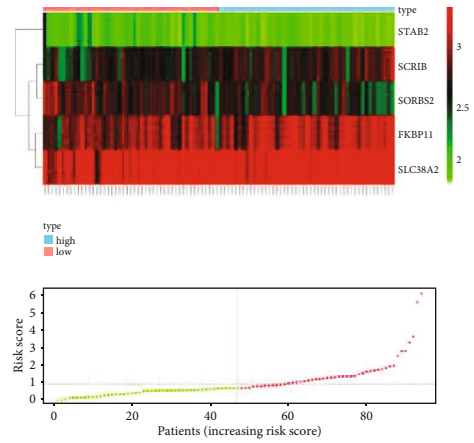 type
STAB2
SCRIB
SORBS2
FKBP11
SLC38A2
3
2.5
2
type
high
low
Risk score
6
5
4
3
2
1
0
0 20 40 60 80
Patients (increasing risk score)